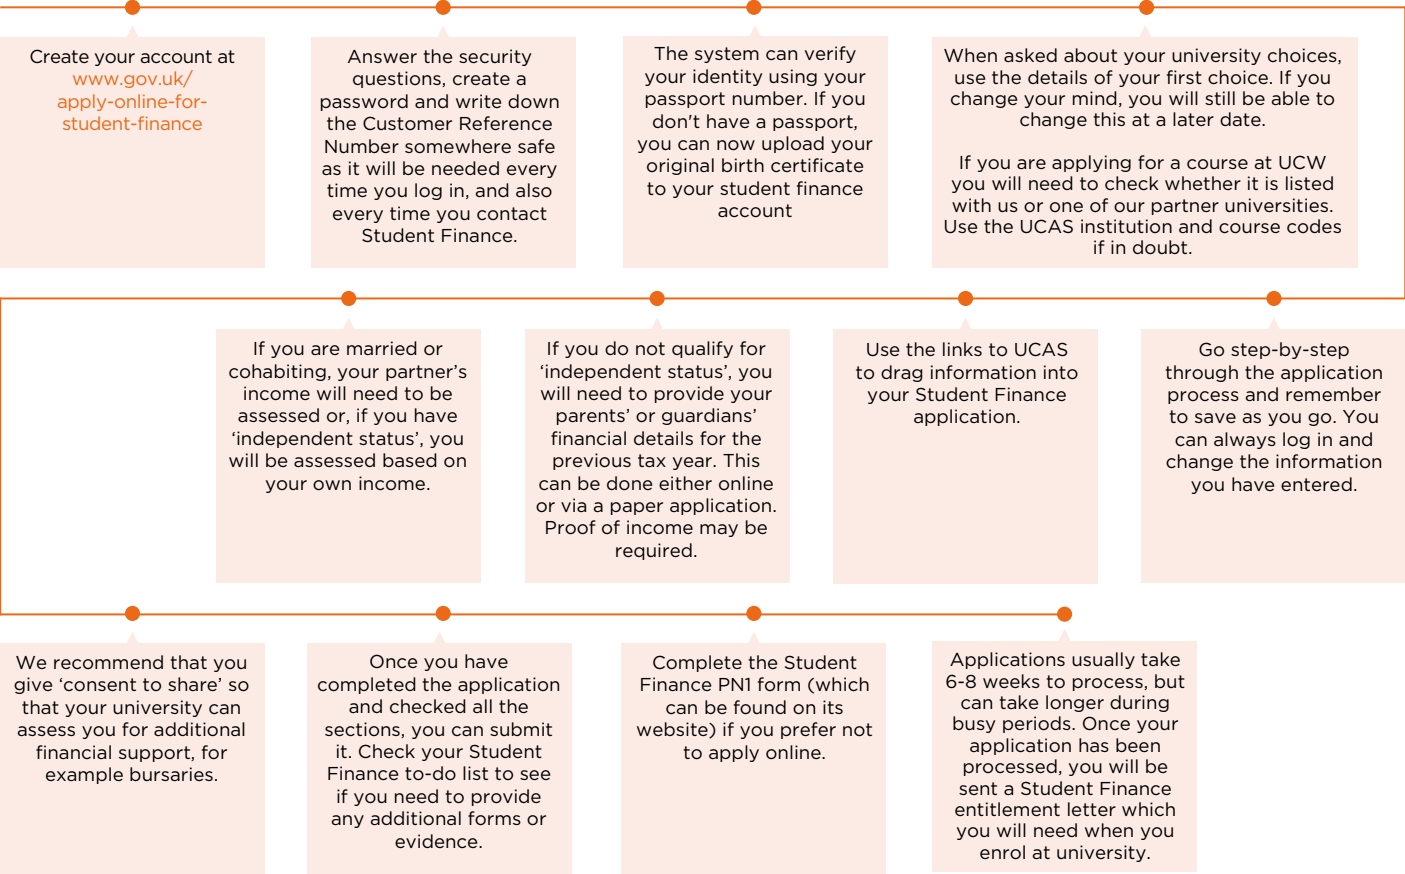 Create your account at
www.gov.uk/
apply-online-for-
student-finance
Answer the security
questions, create a
password and write down
the Customer Reference
Number somewhere safe
as it will be needed every
time you log in, and also
every time you contact
Student Finance.
The system can verify
your identity using your
passport number. If you
don't have a passport,
you can now upload your
original birth certificate
to your student finance
account
When asked about your university choices,
use the details of your first choice. If you
change your mind, you will still be able to
change this at a later date.
If you are applying for a course at UCW
you will need to check whether it is listed
with us or one of our partner universities.
Use the UCAS institution and course codes
if in doubt.
Go step-by-step
through the application
process and remember
to save as you go. You
can always log in and
change the information
you have entered.
Use the links to UCAS
to drag information into
your Student Finance
application.
If you do not qualify for
‘independent status’, you
will need to provide your
parents’ or guardians’
financial details for the
previous tax year. This
can be done either online
or via a paper application.
Proof of income may be
required.
If you are married or
cohabiting, your partner’s
income will need to be
assessed or, if you have
‘independent status’, you
will be assessed based on
your own income.
We recommend that you
give ‘consent to share’ so
that your university can
assess you for additional
financial support, for
example bursaries.
Once you have
completed the application
and checked all the
sections, you can submit
it. Check your Student
Finance to-do list to see
if you need to provide
any additional forms or
evidence.
Complete the Student
Finance PN1 form (which
can be found on its
website) if you prefer not
to apply online.
Applications usually take
6-8 weeks to process, but
can take longer during
busy periods. Once your
application has been
processed, you will be
sent a Student Finance
entitlement letter which
you will need when you
enrol at university.